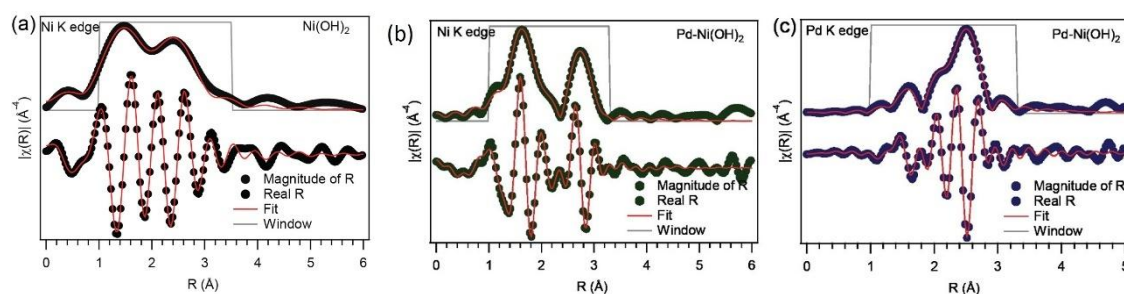 (a)
Ni K edge
Ni(OH)₂
|χ(R)| (Å⁻⁴)
Magnitude of R
Real R
Fit
Window
0 1 2 3 4 5 6
R (Å)
(b)
Ni K edge
Pd-Ni(OH)₂
|χ(R)| (Å⁻⁴)
Magnitude of R
Real R
Fit
Window
0 1 2 3 4 5 6
R (Å)
(c)
Pd K edge
Pd-Ni(OH)₂
|χ(R)| (Å⁻⁴)
Magnitude of R
Real R
Fit
Window
0 1 2 3 4 5
R (Å)